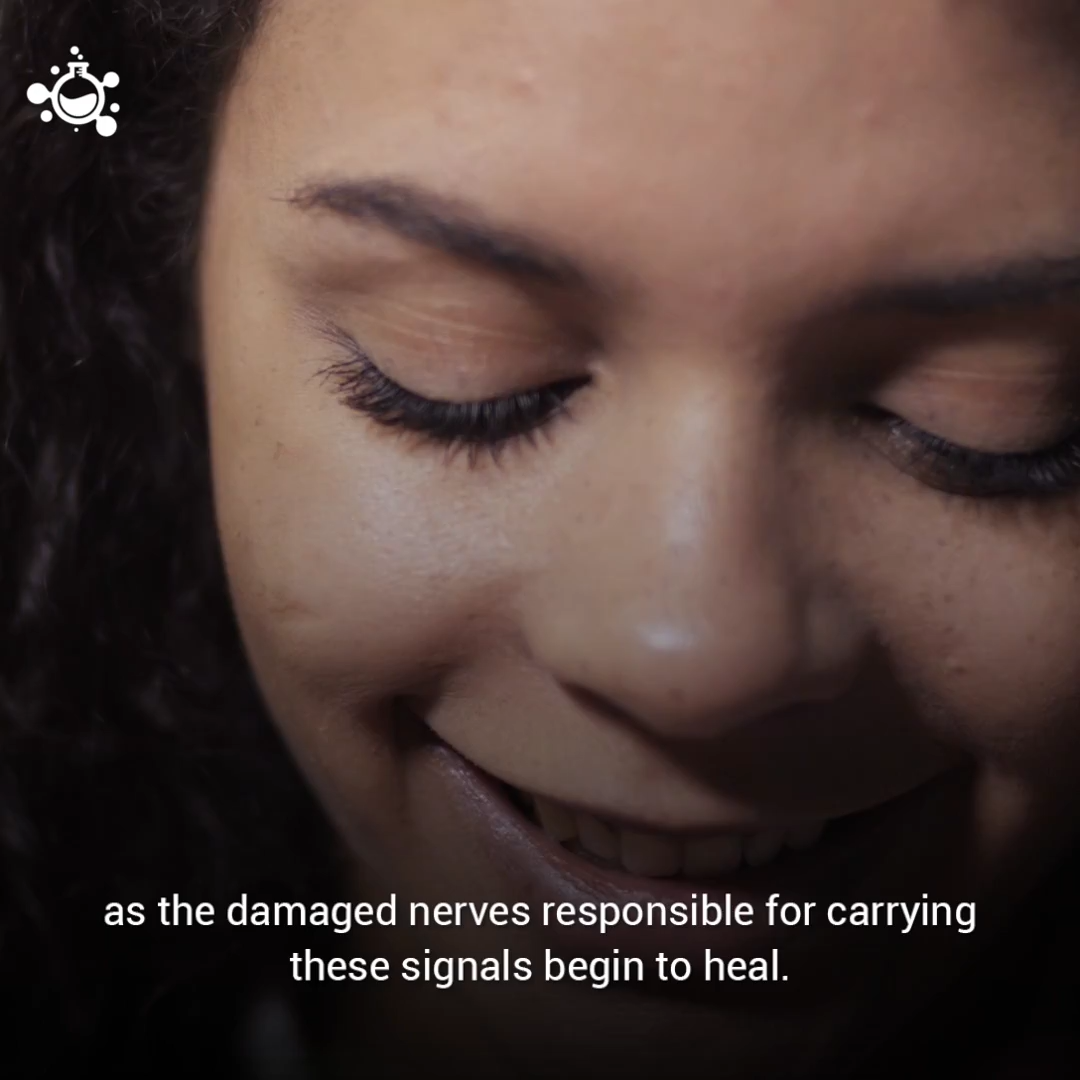 as the damaged nerves responsible for carrying
these signals begin to heal.